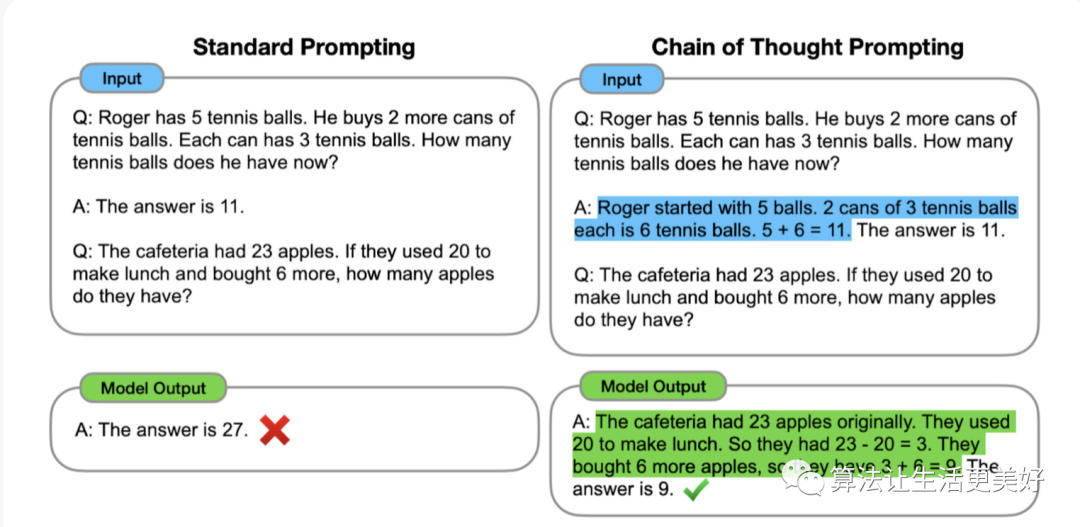 Standard Prompting
Input
Q: Roger has 5 tennis balls. He buys 2 more cans of
tennis balls. Each can has 3 tennis balls. How many
tennis balls does he have now?
A: The answer is 11.
Q: The cafeteria had 23 apples. If they used 20 to
make lunch and bought 6 more, how many apples
do they have?
Model Output
A: The answer is 27.
Chain of Thought Prompting
Input
Q: Roger has 5 tennis balls. He buys 2 more cans of
tennis balls. Each can has 3 tennis balls. How many
tennis balls does he have now?
A: Roger started with 5 balls. 2 cans of 3 tennis balls
each is 6 tennis balls. 5 + 6 = 11. The answer is 11.
Q: The cafeteria had 23 apples. If they used 20 to
make lunch and bought 6 more, how many apples
do they have?
Model Output
A: The cafeteria had 23 apples originally. They used
20 to make lunch. So they had 23 - 20 = 3. They
bought 6 more apples, so they have 3 + 6 = 9. The
answer is 9.
算法让生活更美好